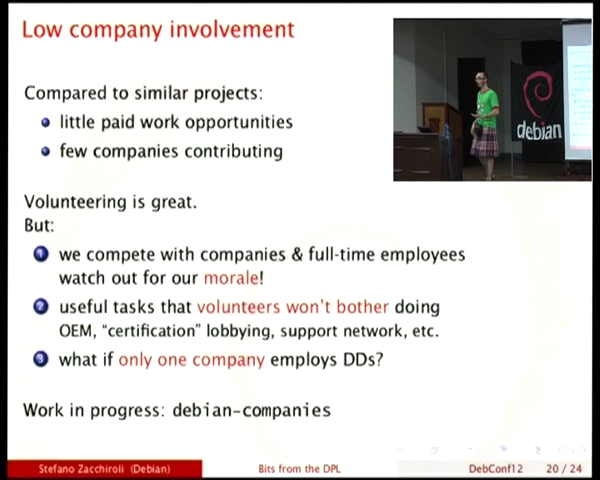 Low company involvement
Compared to similar projects:
little paid work opportunities
few companies contributing
Volunteering is great.
But:
1 we compete with companies & full-time employees
watch out for our morale!
2 useful tasks that volunteers won't bother doing
OEM, "certification" lobbying, support network, etc.
3 what if only one company employs DDs?
Work in progress: debian-companies
debian
Stefano Zacchiroli (Debian)
Bits from the DPL
DebConf12
20 / 24